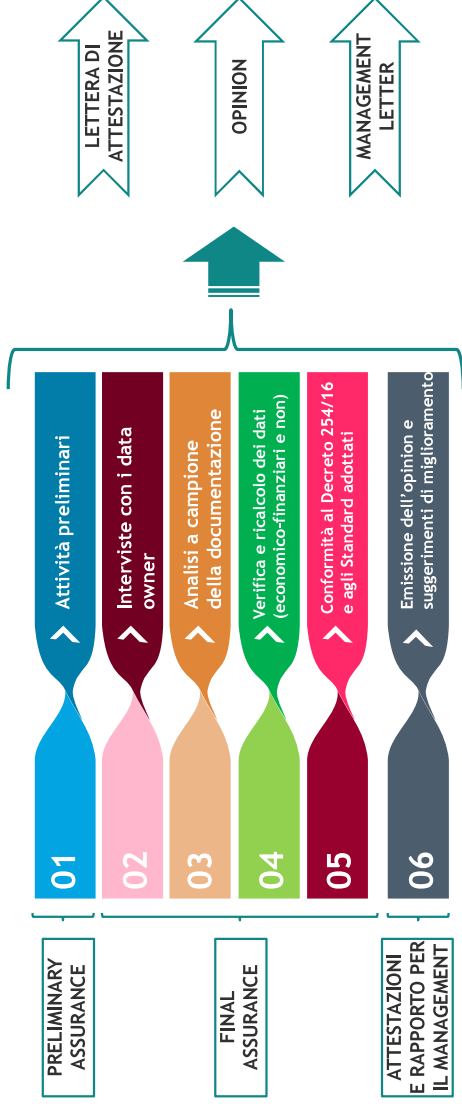 PRELIMINARY
ASSURANCE
FINAL
ASSURANCE
ATTESTAZIONI
E RAPPORTO PER
IL MANAGEMENT
01
Attività preliminari
02
Interviste con i data
owner
03
Analisi a campione
della documentazione
04
Verifica e ricalcolo dei dati
(economico-finanziari e non)
05
Conformità al Decreto 254/16
e agli Standard adottati
06
Emissione dell'opinion e
suggerimenti di miglioramento
LETTERA DI
ATTESTAZIONE
OPINION
MANAGEMENT
LETTER